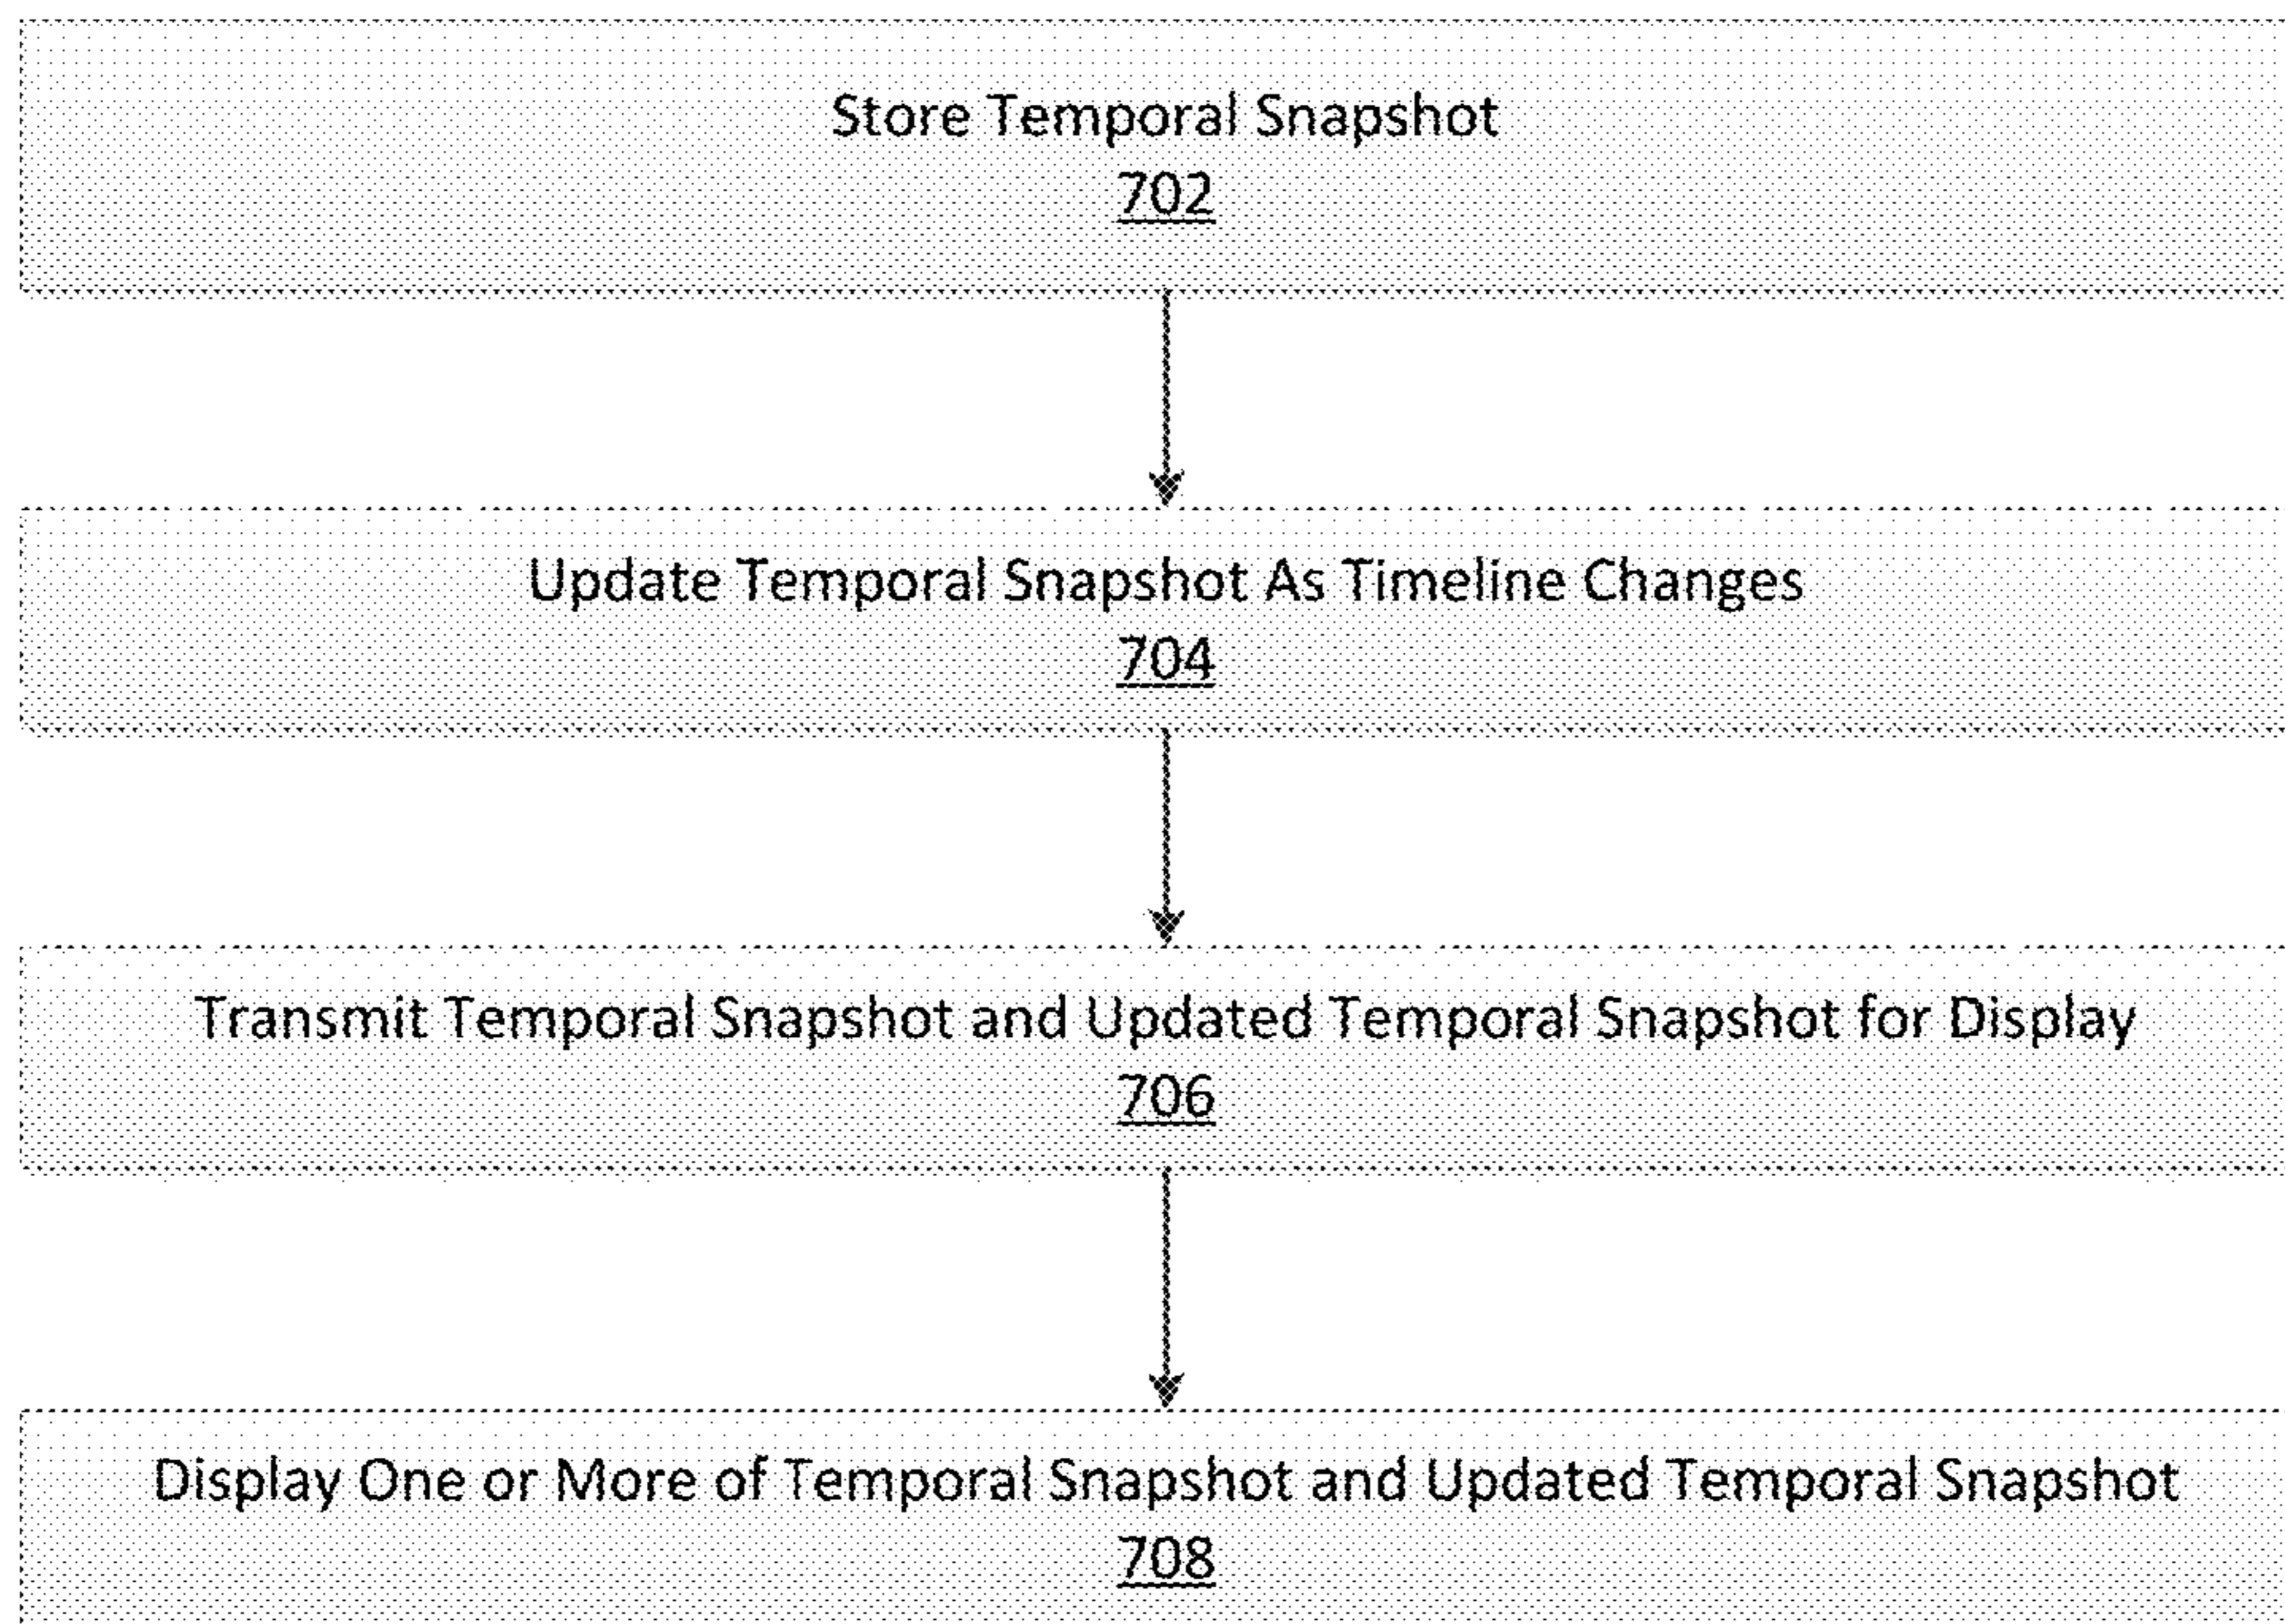 Store Temporal Snapshot
702
Update Temporal Snapshot As Timeline Changes
704
Transmit Temporal Snapshot and Updated Temporal Snapshot for Display
706
Display One or More of Temporal Snapshot and Updated Temporal Snapshot
708